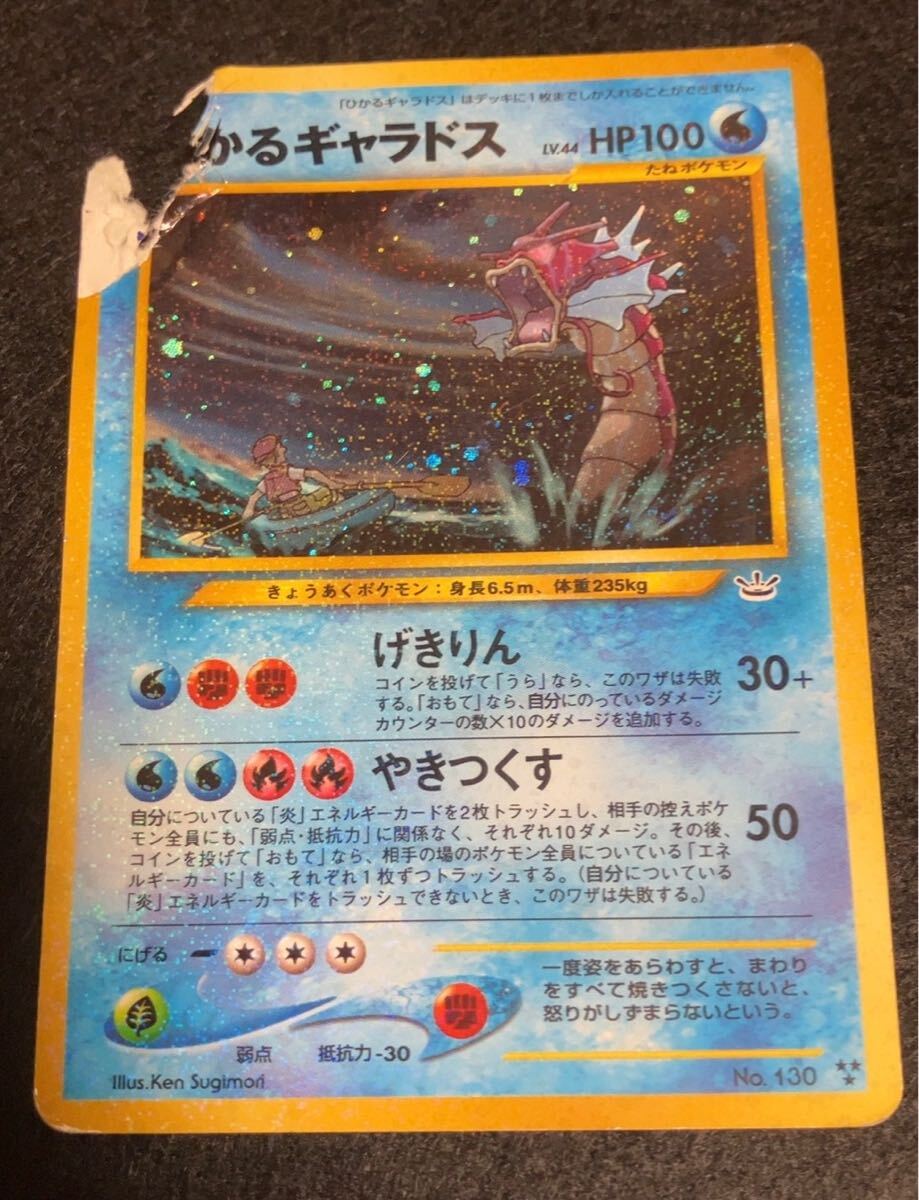 「ひかるギャラドス」はデッキに1枚までしか入れることができません。
かるギャラドス LV.44 HP100
たねポケモン
きょうあくポケモン：身長6.5m、体重235kg
げきりん 30+
コインを投げて「うら」なら、このワザは失敗
する。「おもて」なら、自分にのっているダメージ
カウンターの数×10のダメージを追加する。
やきつくす 50
自分についている「炎」エネルギーカードを2枚トラッシュし、相手の控えポケ
モン全員にも、「弱点・抵抗力」に関係なく、それぞれ10ダメージ。その後、
コインを投げて「おもて」なら、相手の場のポケモン全員についている「エネ
ルギーカード」を、それぞれ1枚ずつトラッシュする。（自分についている
「炎」エネルギーカードをトラッシュできないとき、このワザは失敗する。）
にげる
弱点 抵抗力-30
一度姿をあらわすと、まわり
をすべて焼きつくさないと、
怒りがしずまらないという。
Illus.Ken Sugimori
No. 130